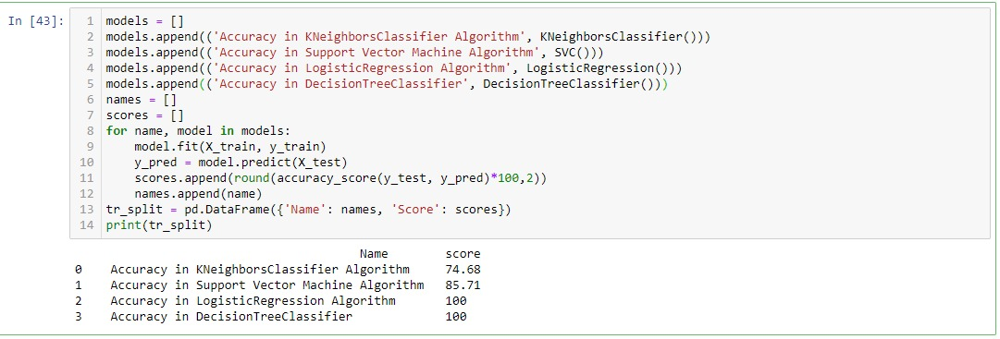 In [43]:
1 models = []
2 models.append(('Accuracy in KNeighborsClassifier Algorithm', KNeighborsClassifier()))
3 models.append(('Accuracy in Support Vector Machine Algorithm', SVC()))
4 models.append(('Accuracy in LogisticRegression Algorithm', LogisticRegression()))
5 models.append(('Accuracy in DecisionTreeClassifier', DecisionTreeClassifier()))
6 names = []
7 scores = []
8 for name, model in models:
9     model.fit(X_train, y_train)
10     y_pred = model.predict(X_test)
11     scores.append(round(accuracy_score(y_test, y_pred)*100,2))
12     names.append(name)
13 tr_split = pd.DataFrame({'Name': names, 'Score': scores})
14 print(tr_split)
Name score
0 Accuracy in KNeighborsClassifier Algorithm 74.68
1 Accuracy in Support Vector Machine Algorithm 85.71
2 Accuracy in LogisticRegression Algorithm 100
3 Accuracy in DecisionTreeClassifier 100